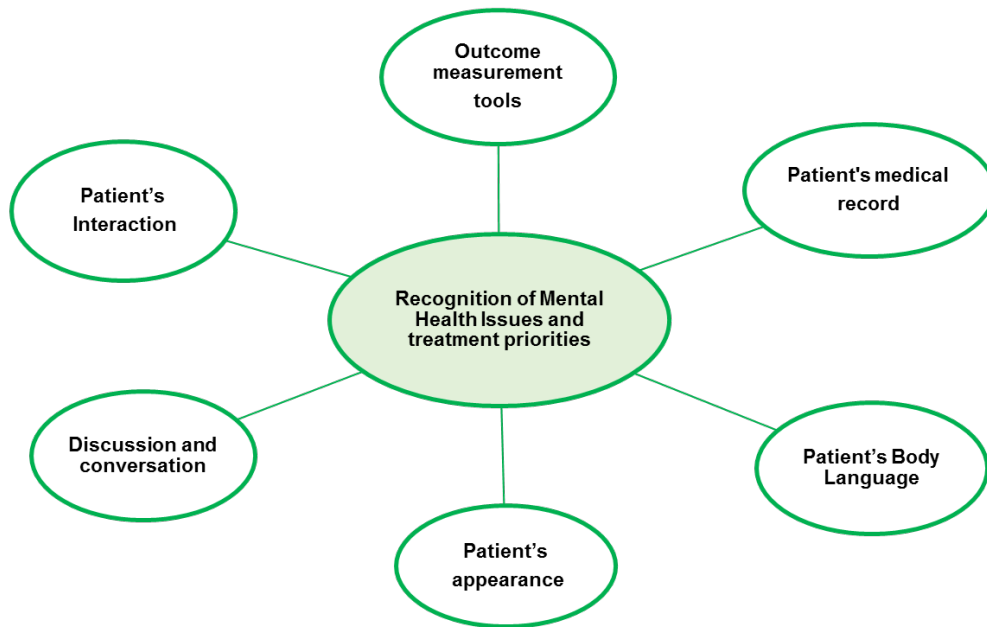 Outcome
measurement
tools
Patient's medical
record
Patient’s
Interaction
Recognition of Mental
Health Issues and
treatment priorities
Discussion and
conversation
Patient’s Body
Language
Patient’s
appearance